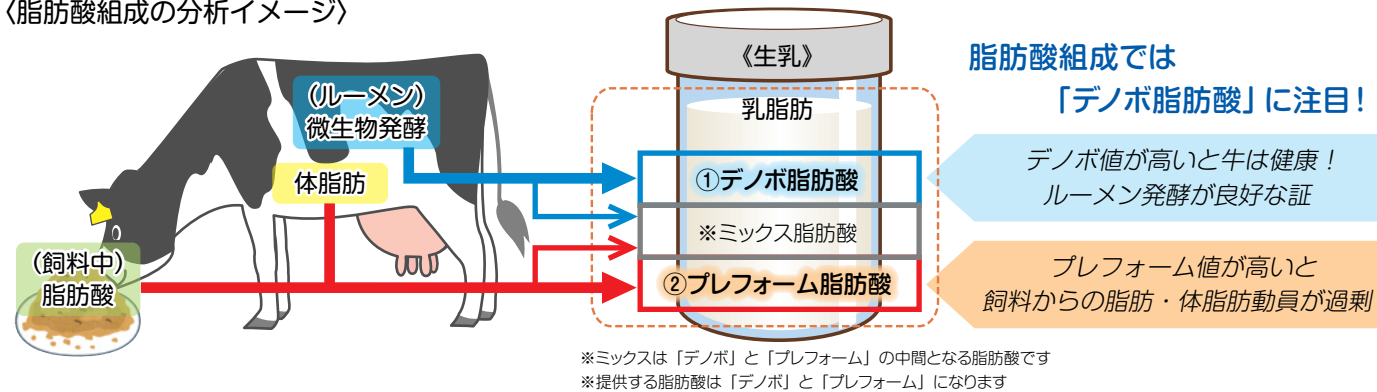 〈脂肪酸組成の分析イメージ〉
(ルーメン)
微生物発酵
体脂肪
(飼料中)
脂肪酸
《生乳》
乳脂肪
①デノボ脂肪酸
※ミックス脂肪酸
②プレフォーム脂肪酸
脂肪酸組成では
「デノボ脂肪酸」に注目！
デノボ値が高いと牛は健康！
ルーメン発酵が良好な証
プレフォーム値が高いと
飼料からの脂肪・体脂肪動員が過剰
※ミックスは「デノボ」と「プレフォーム」の中間となる脂肪酸です
※提供する脂肪酸は「デノボ」と「プレフォーム」になります